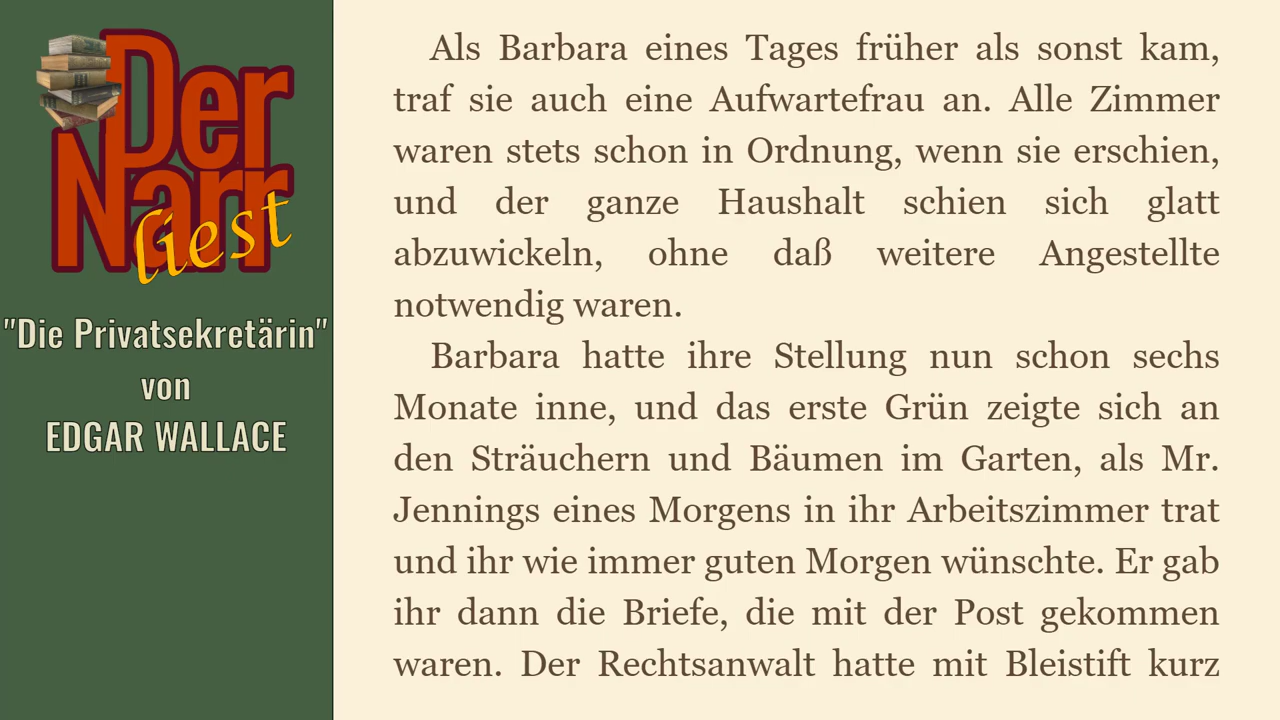 Der
Narr
liest
"Die Privatsekretärin"
von
EDGAR WALLACE
Als Barbara eines Tages früher als sonst kam,
traf sie auch eine Aufwartefrau an. Alle Zimmer
waren stets schon in Ordnung, wenn sie erschien,
und der ganze Haushalt schien sich glatt
abzuwickeln, ohne daß weitere Angestellte
notwendig waren.
Barbara hatte ihre Stellung nun schon sechs
Monate inne, und das erste Grün zeigte sich an
den Sträuchern und Bäumen im Garten, als Mr.
Jennings eines Morgens in ihr Arbeitszimmer trat
und ihr wie immer guten Morgen wünschte. Er gab
ihr dann die Briefe, die mit der Post gekommen
waren. Der Rechtsanwalt hatte mit Bleistift kurz